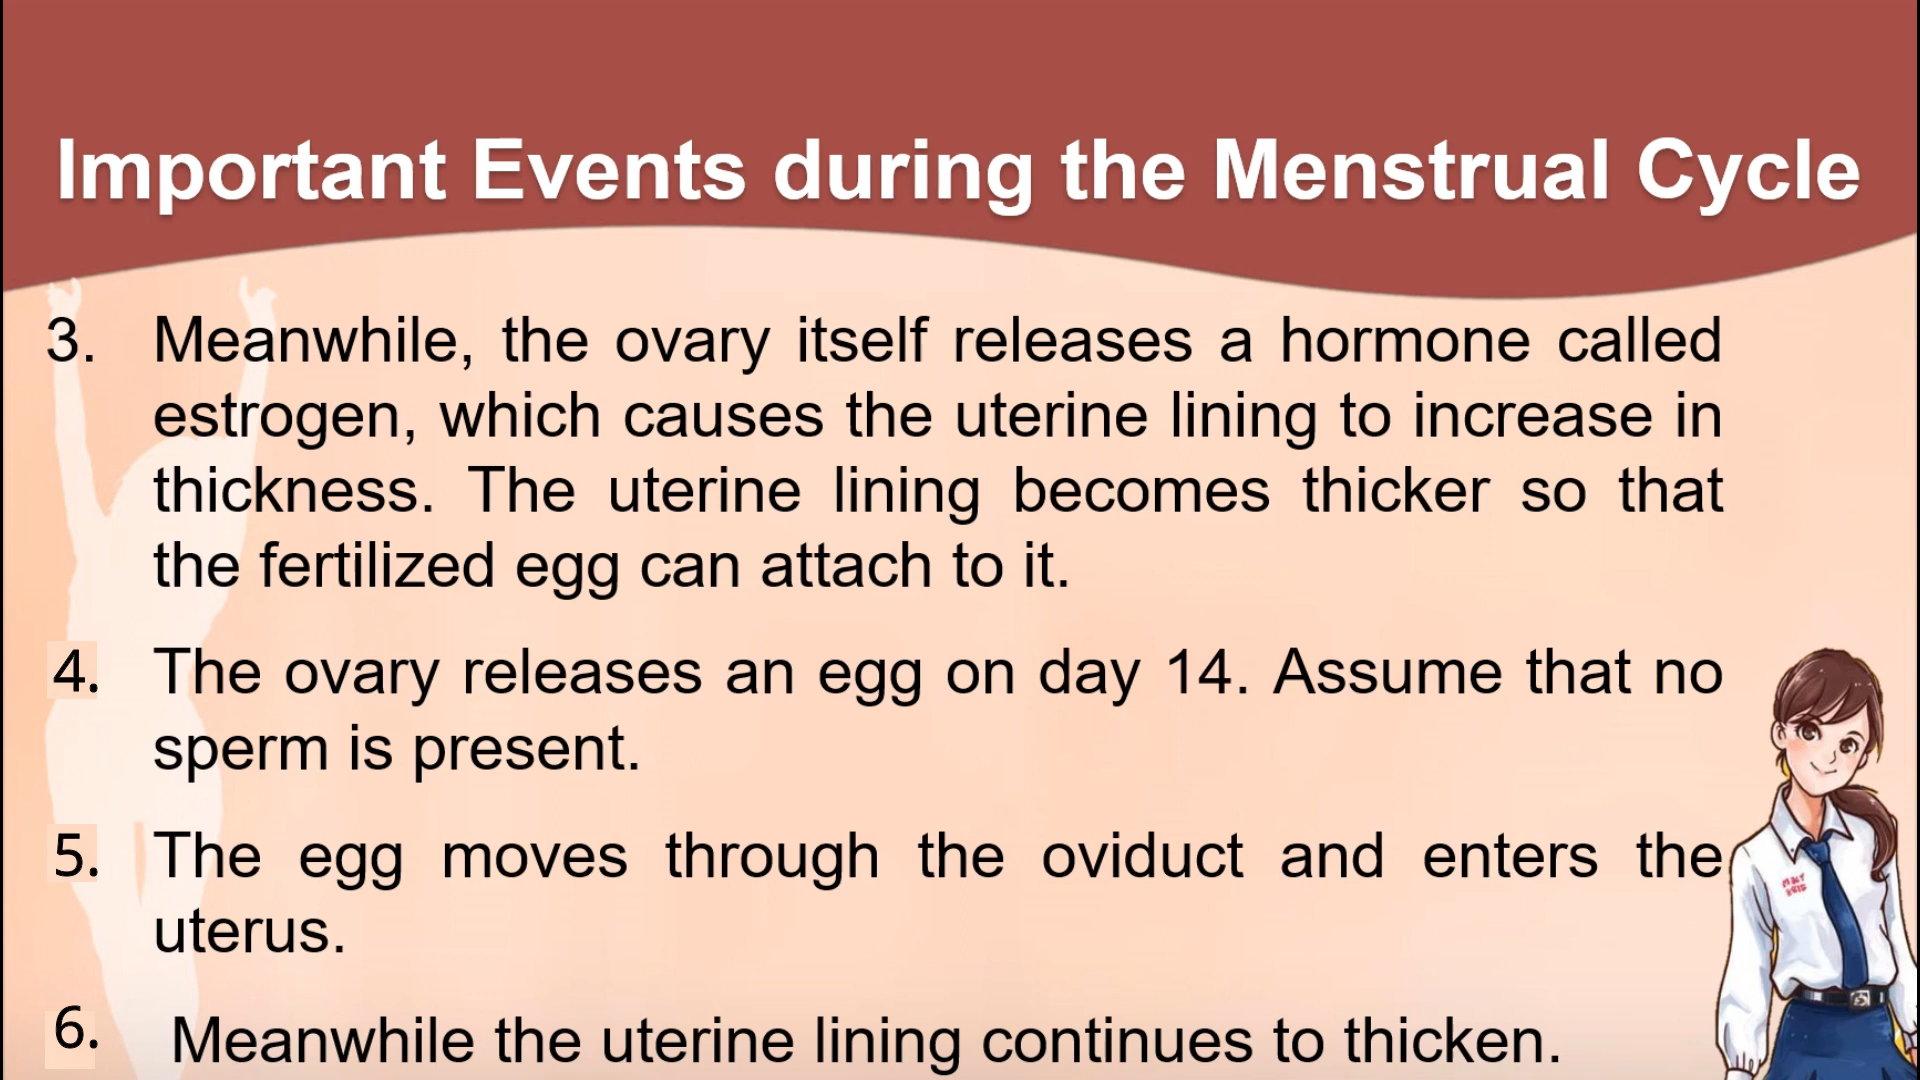 Important Events during the Menstrual Cycle
3. Meanwhile, the ovary itself releases a hormone called
estrogen, which causes the uterine lining to increase in
thickness. The uterine lining becomes thicker so that
the fertilized egg can attach to it.
4. The ovary releases an egg on day 14. Assume that no
sperm is present.
5. The egg moves through the oviduct and enters the
uterus.
6. Meanwhile the uterine lining continues to thicken.